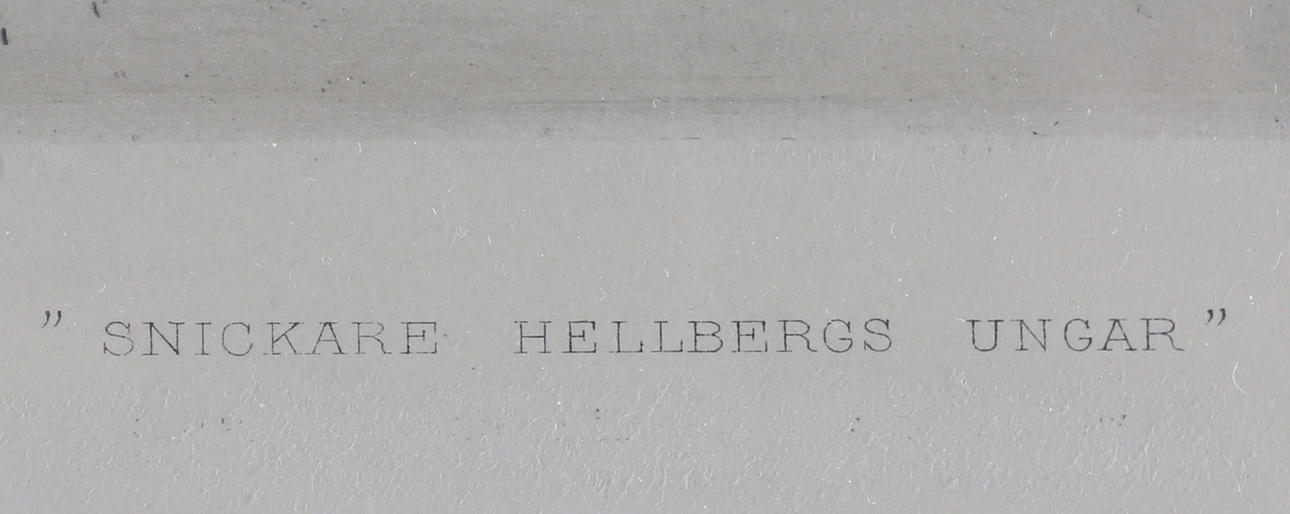 ” SNICKARE HELLBERGS UNGAR ”